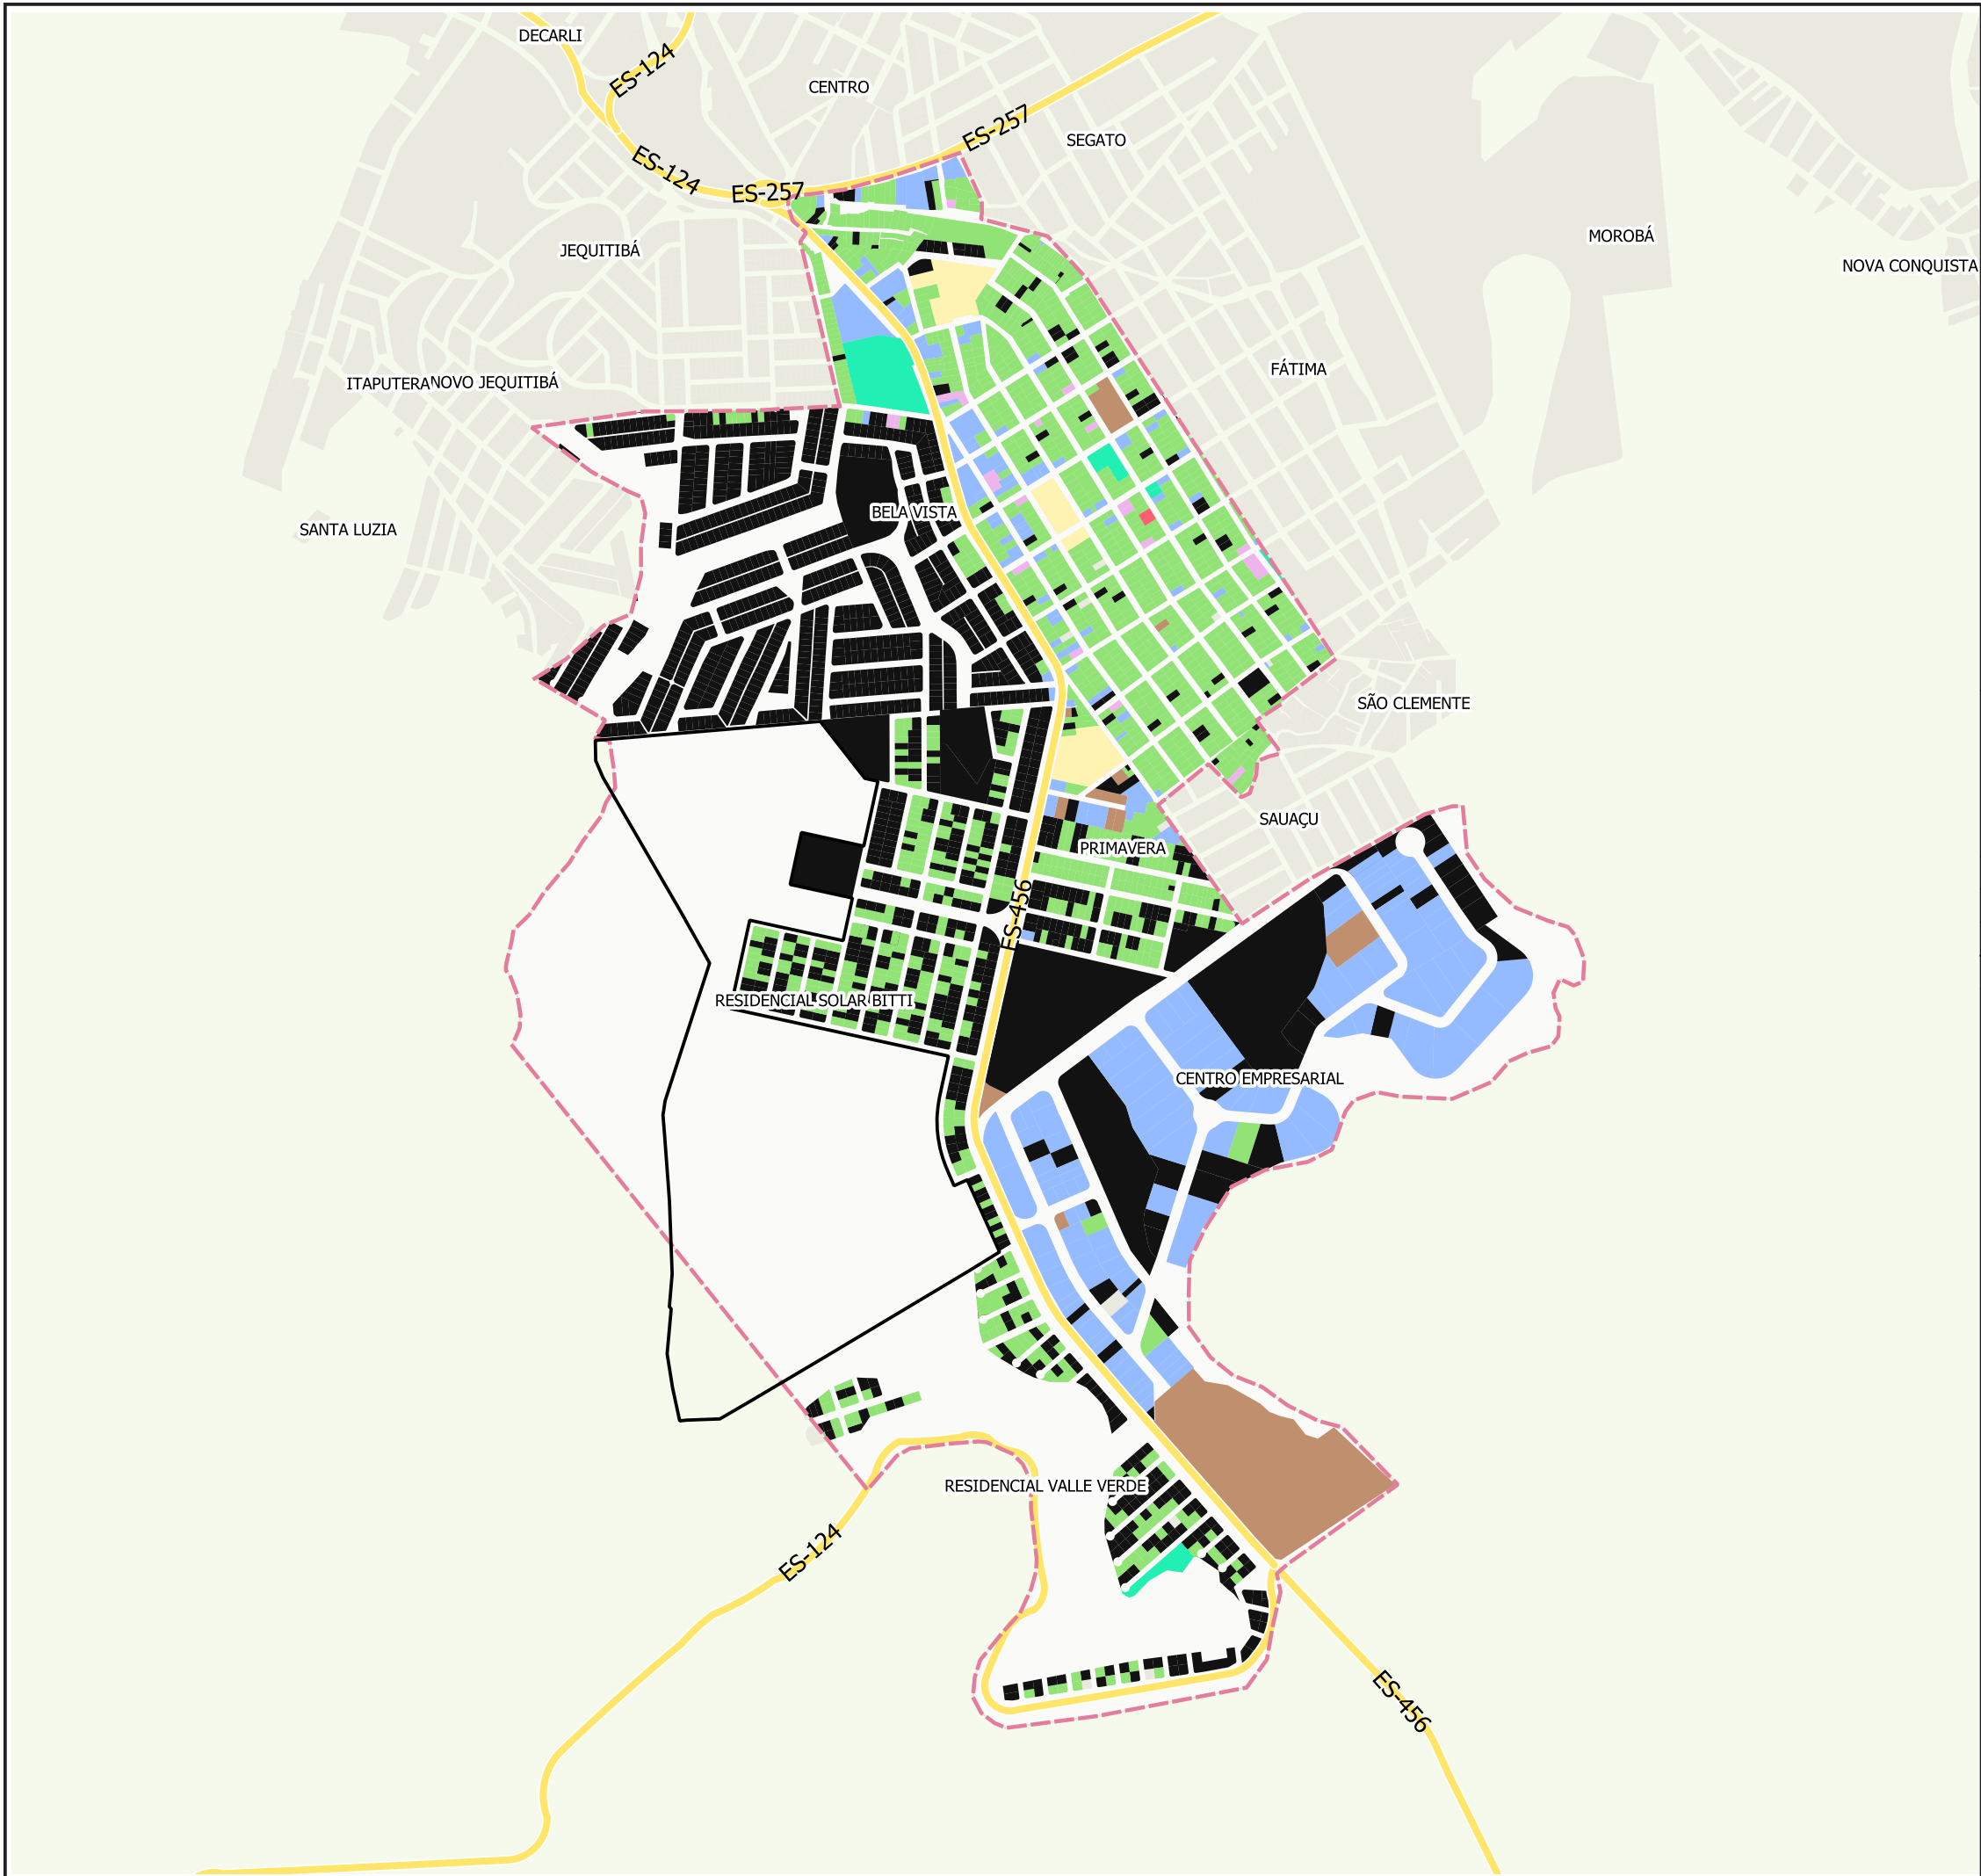 DECARLI
ES-124
CENTRO
ES-257
SEGATO
ES-124
ES-257
JEQUITIBÁ
MOROBÁ
NOVA CONQUISTA
FÁTIMA
ITAPUTERA
NOVO JEQUITIBÁ
BELA VISTA
SANTA LUZIA
SÃO CLEMENTE
SAUAÇU
PRIMAVERA
ES-456
RESIDENCIAL SOLAR BITTI
CENTRO EMPRESARIAL
RESIDENCIAL VALLE VERDE
ES-124
ES-456